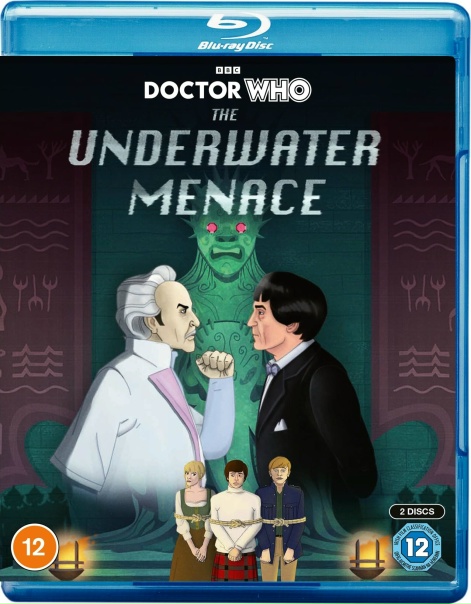 Blu-ray Disc
BBC
DOCTOR WHO
THE
UNDERWATER
MENACE
2 DISCS
12
12